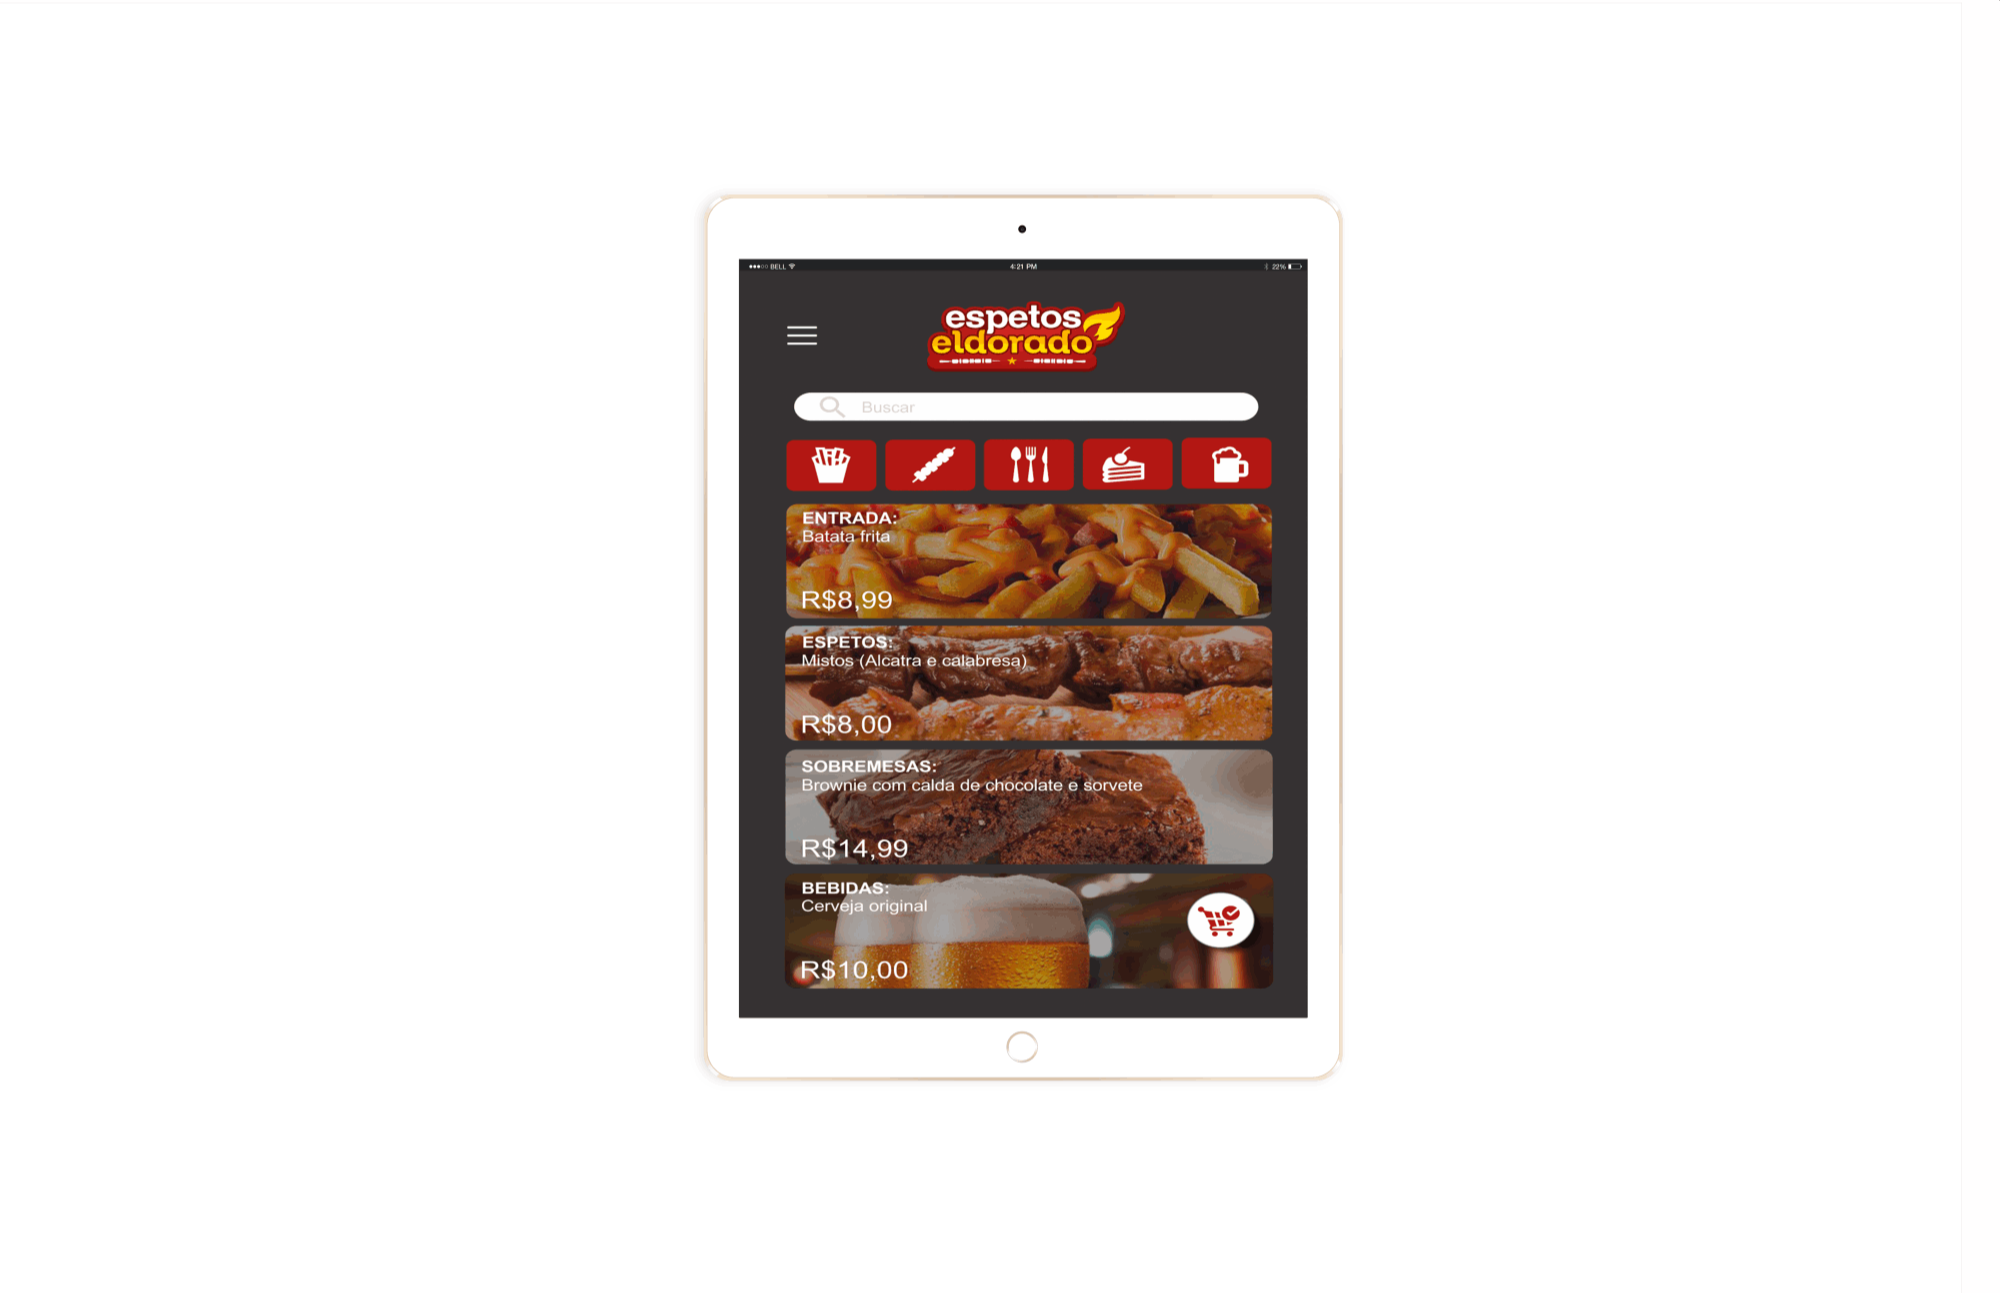 BELL
4:21 PM
22%
espetos
eldorado
Buscar
ENTRADA:
Batata frita
R$8,99
ESPETOS:
Mistos (Alcatra e calabresa)
R$8,00
SOBREMESAS:
Brownie com calda de chocolate e sorvete
R$14,99
BEBIDAS:
Cerveja original
R$10,00